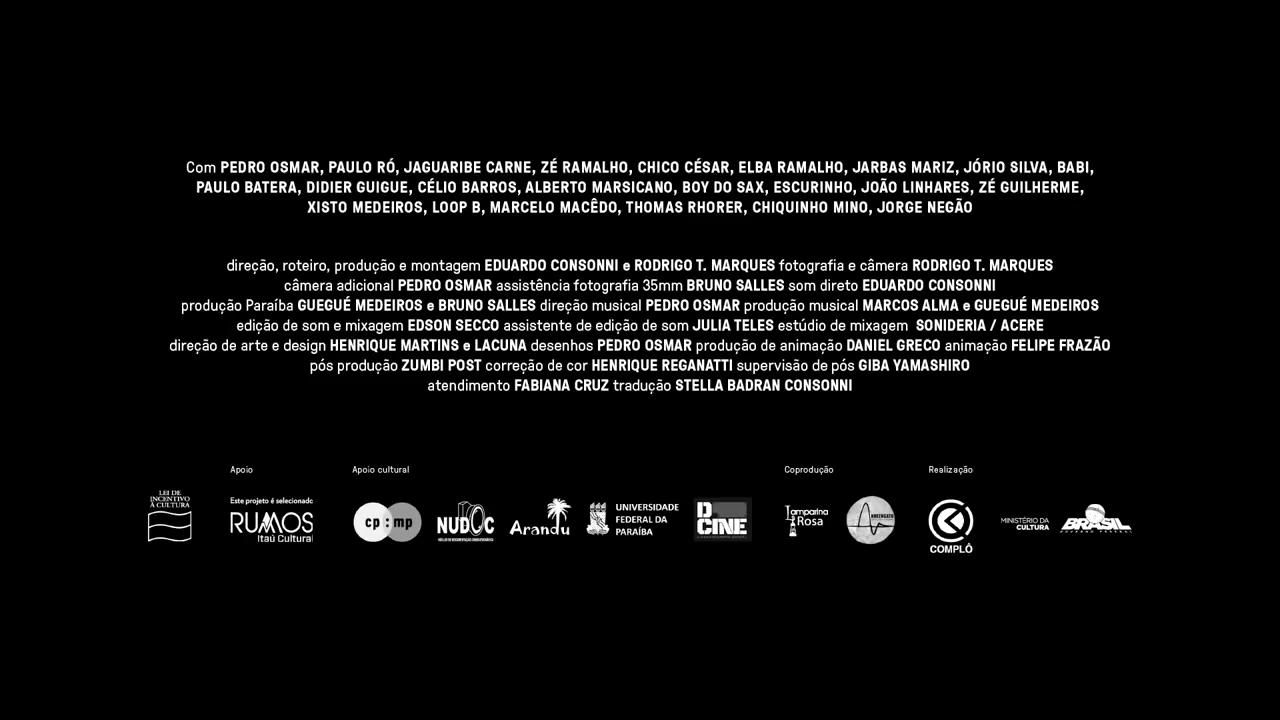 Com PEDRO OSMAR, PAULO RÓ, JAGUARIBE CARNE, ZÉ RAMALHO, CHICO CÉSAR, ELBA RAMALHO, JARBAS MARIZ, JÓRIO SILVA, BABI,
PAULO BATERA, DIDIER GUIGUE, CÉLIO BARROS, ALBERTO MARSICANO, BOY DO SAX, ESCURINHO, JOÃO LINHARES, ZÉ GUILHERME,
XISTO MEDEIROS, LOOP B, MARCELO MACÊDO, THOMAS RHORER, CHIQUINHO MINO, JORGE NEGÃO
direção, roteiro, produção e montagem EDUARDO CONSONNI e RODRIGO T. MARQUES fotografia e câmera RODRIGO T. MARQUES
câmera adicional PEDRO OSMAR assistência fotografia 35mm BRUNO SALLES som direto EDUARDO CONSONNI
produção Paraíba GUEGUÉ MEDEIROS e BRUNO SALLES direção musical PEDRO OSMAR produção musical MARCOS ALMA e GUEGUÉ MEDEIROS
edição de som e mixagem EDSON SECCO assistente de edição de som JULIA TELES estúdio de mixagem SONIDERIA / ACERE
direção de arte e design HENRIQUE MARTINS e LACUNA desenhos PEDRO OSMAR produção de animação DANIEL GRECO animação FELIPE FRAZÃO
pós produção ZUMBI POST correção de cor HENRIQUE REGANATTI supervisão de pós GIBA YAMASHIRO
atendimento FABIANA CRUZ tradução STELLA BADRAN CONSONNI
Apoio
Apoio cultural
Coprodução
Realização
LEI DE
INCENTIVO
À CULTURA
Este projeto é selecionado
RUMOS
Itaú Cultural
cp:mp
NUDOC
Arandu
UNIVERSIDADE
FEDERAL DA
PARAÍBA
D CINE
Lamparina
Rosa
COMPLÔ
MINISTÉRIO DA
CULTURA
BRASIL
GOVERNO FEDERAL